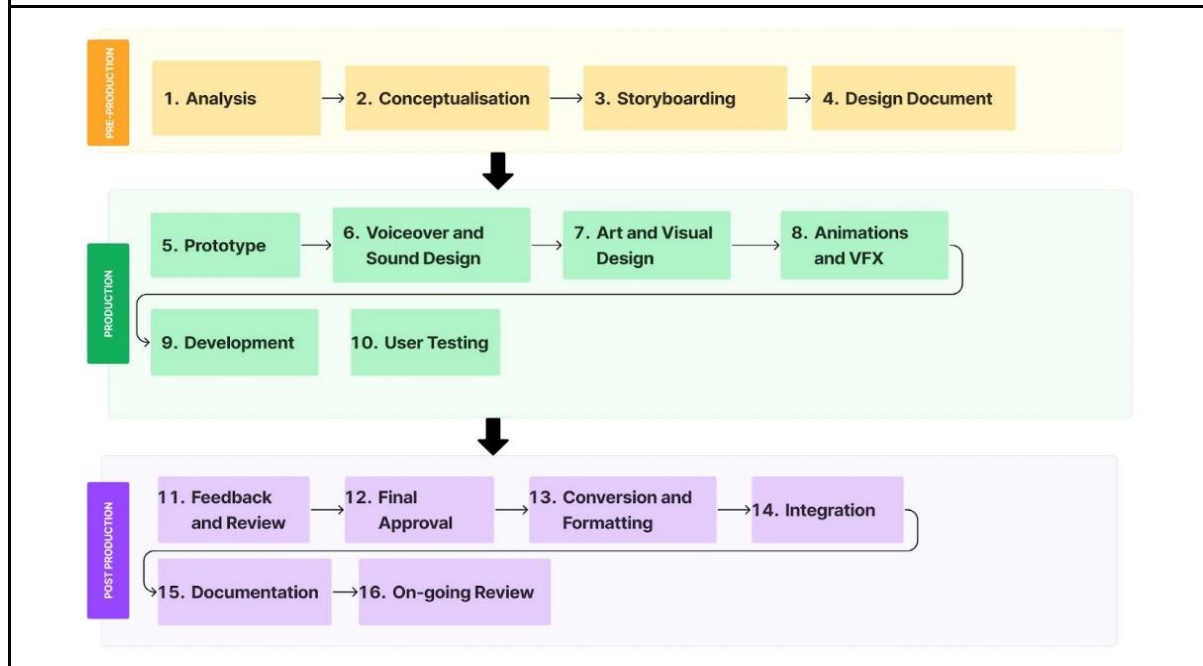 PRE-PRODUCTION
1. Analysis
2. Conceptualisation
3. Storyboarding
4. Design Document
PRODUCTION
5. Prototype
6. Voiceover and
Sound Design
7. Art and Visual
Design
8. Animations
and VFX
9. Development
10. User Testing
POST PRODUCTION
11. Feedback
and Review
12. Final
Approval
13. Conversion and
Formatting
14. Integration
15. Documentation
16. On-going Review